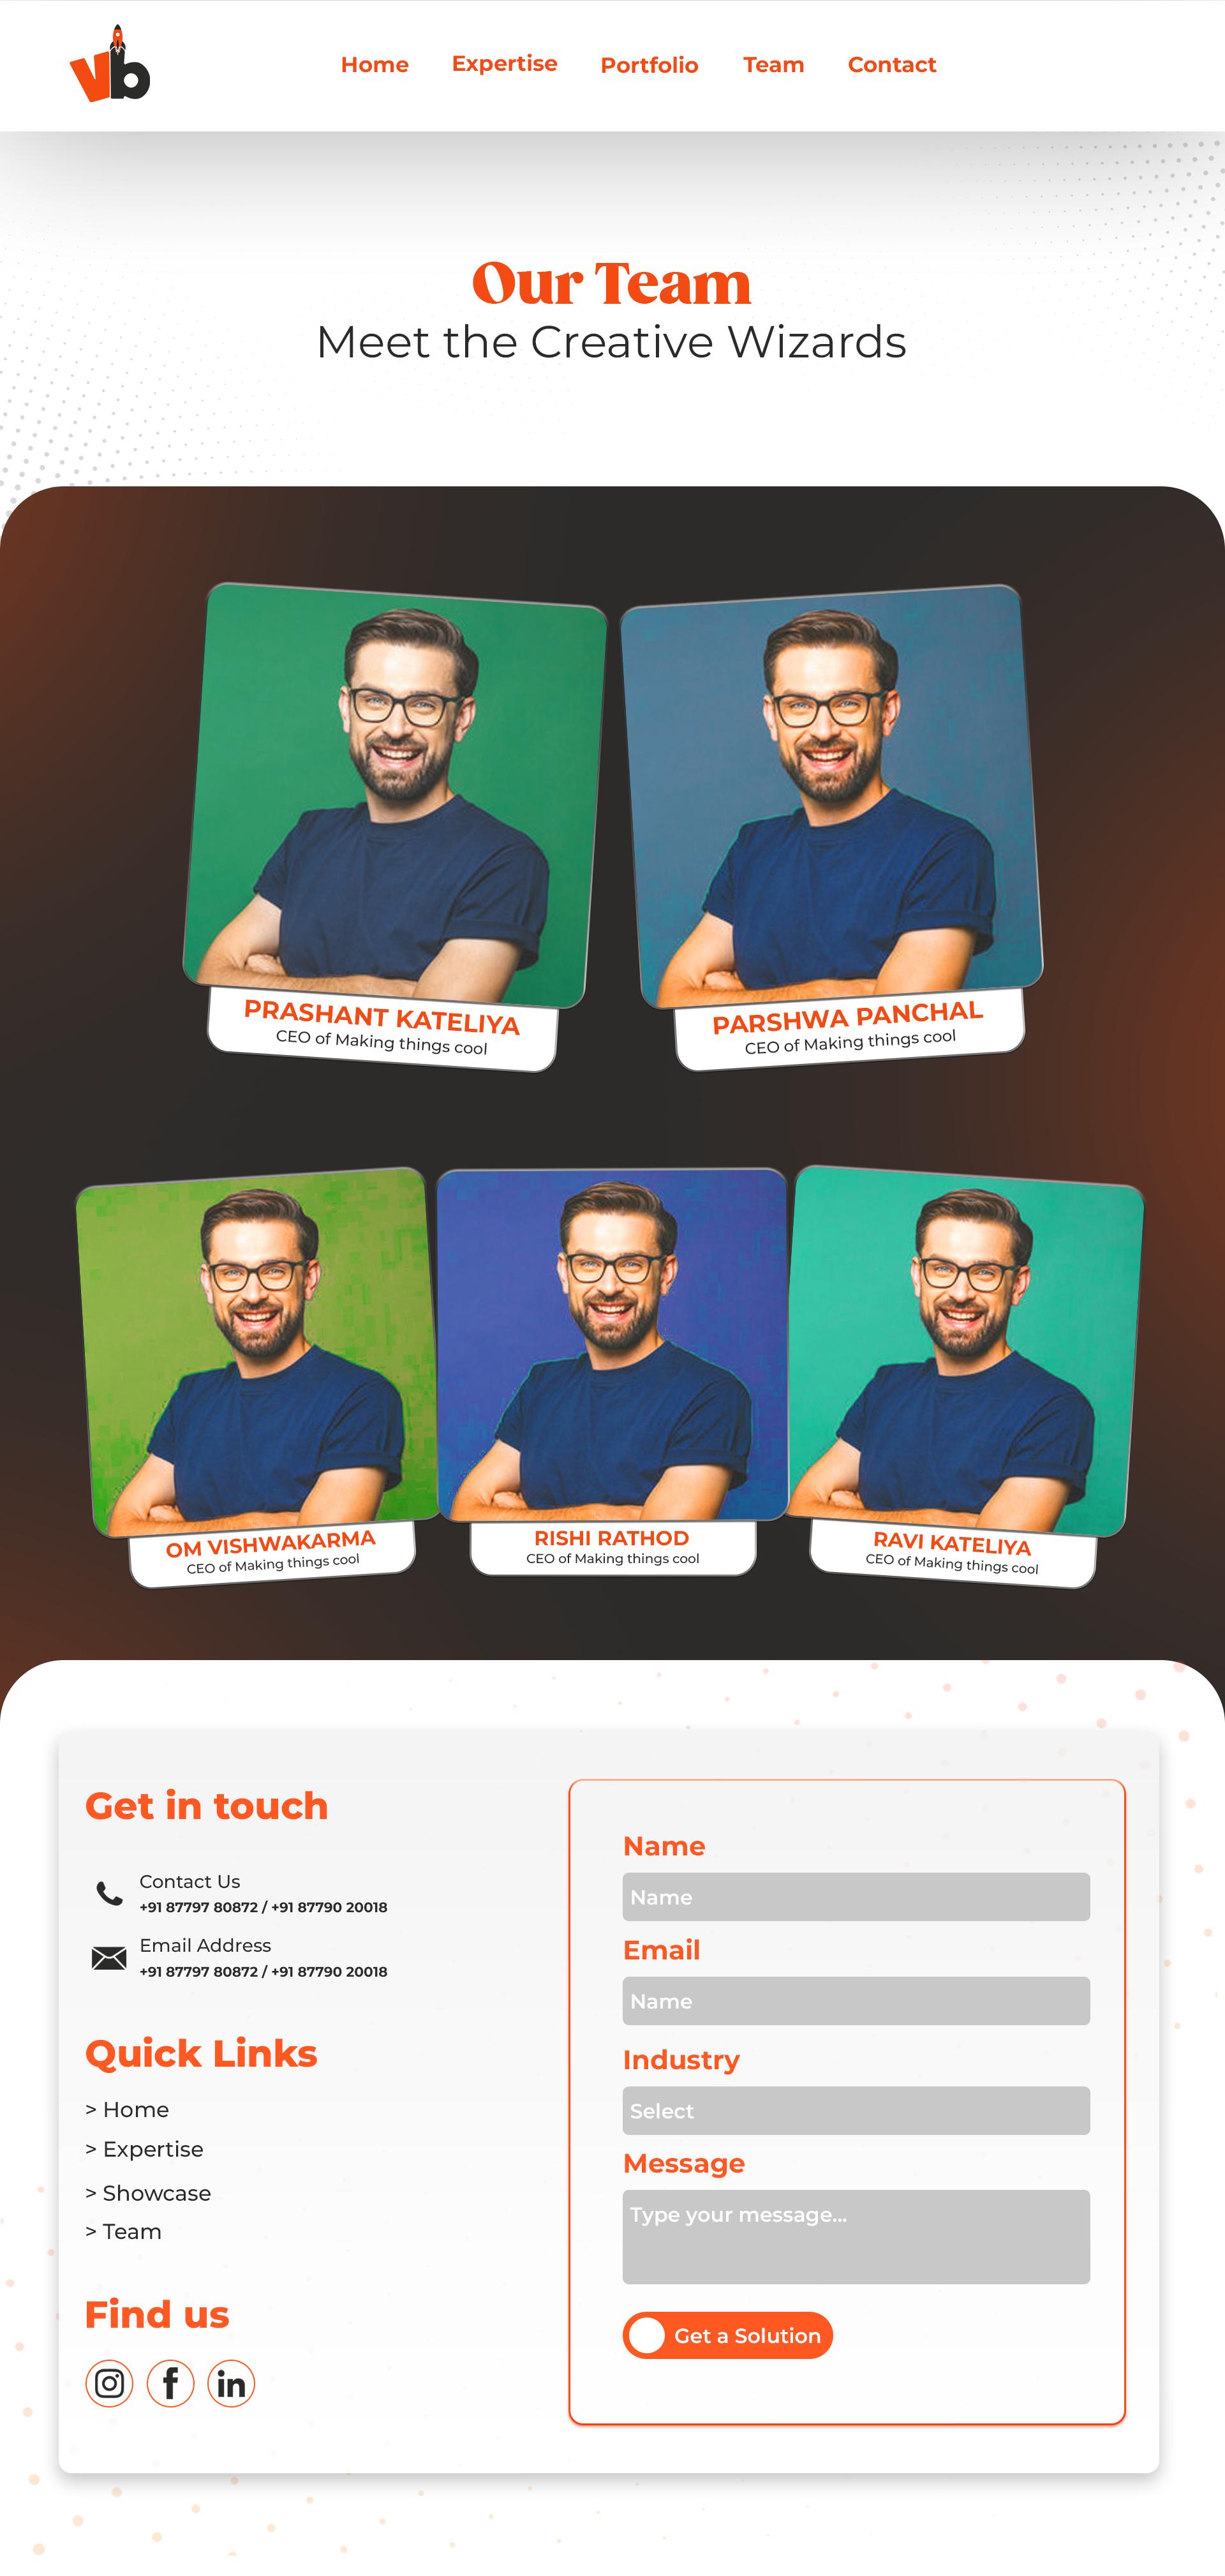 vb
Home Expertise Portfolio Team Contact
Our Team
Meet the Creative Wizards
PRASHANT KATELIYA
CEO of Making things cool
PARSHWA PANCHAL
CEO of Making things cool
OM VISHWAKARMA
CEO of Making things cool
RISHI RATHOD
CEO of Making things cool
RAVI KATELIYA
CEO of Making things cool
Get in touch
Contact Us
+91 87797 80872 / +91 87790 20018
Email Address
+91 87797 80872 / +91 87790 20018
Quick Links
> Home
> Expertise
> Showcase
> Team
Find us
f
in
Name
Name
Email
Name
Industry
Select
Message
Type your message...
Get a Solution